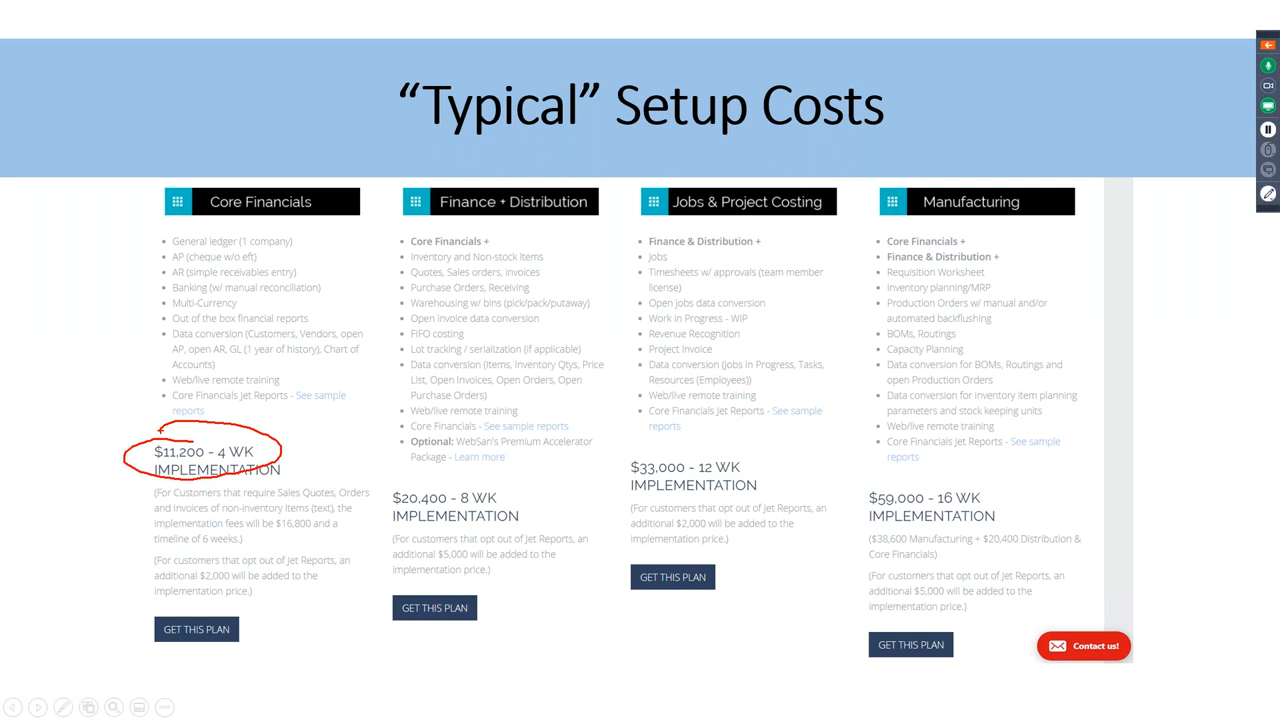 “Typical” Setup Costs
Core Financials
General ledger (1 company)
AP (cheque w/o eft)
AR (simple receivables entry)
Banking (w/ manual reconciliation)
Multi-Currency
Out of the box financial reports
Data conversion (Customers, Vendors, open
AP, open AR, GL (1 year of history), Chart of
Accounts)
Web/live remote training
Core Financials Jet Reports - See sample
reports
$11,200 - 4 WK
IMPLEMENTATION
(For Customers that require Sales Quotes, Orders
and Invoices of non-inventory items (text), the
implementation fees will be $16,800 and a
timeline of 6 weeks.)
(For customers that opt out of Jet Reports, an
additional $2,000 will be added to the
implementation price.)
GET THIS PLAN
Finance + Distribution
Core Financials +
Inventory and Non-stock Items
Quotes, Sales orders, Invoices
Purchase Orders, Receiving
Warehousing w/ bins (pick/pack/putaway)
Open invoice data conversion
FIFO costing
Lot tracking / serialization (if applicable)
Data conversion (Items, Inventory Qtys, Price
List, Open Invoices, Open Orders, Open
Purchase Orders)
Web/live remote training
Core Financials - See sample reports
Optional: WebSan's Premium Accelerator
Package - Learn more
$20,400 - 8 WK
IMPLEMENTATION
(For customers that opt out of Jet Reports, an
additional $5,000 will be added to the
implementation price.)
GET THIS PLAN
Jobs & Project Costing
Finance & Distribution +
Jobs
Timesheets w/ approvals (team member
license)
Open jobs data conversion
Work in Progress - WIP
Revenue Recognition
Project Invoice
Data conversion (Jobs in Progress, Tasks,
Resources (Employees))
Web/live remote training
Core Financials Jet Reports - See sample
reports
$33,000 - 12 WK
IMPLEMENTATION
(For customers that opt out of Jet Reports, an
additional $2,000 will be added to the
implementation price.)
GET THIS PLAN
Manufacturing
Core Financials +
Finance & Distribution +
Requisition Worksheet
Inventory planning/MRP
Production Orders w/ manual and/or
automated backflushing
BOMs, Routings
Capacity Planning
Data conversion for BOMs, Routings and
open Production Orders
Data conversion for inventory item planning
parameters and stock keeping units
Web/live remote training
Core Financials Jet Reports - See sample
reports
$59,000 - 16 WK
IMPLEMENTATION
($38,600 Manufacturing + $20,400 Distribution &
Core Financials)
(For customers that opt out of Jet Reports, an
additional $5,000 will be added to the
implementation price.)
GET THIS PLAN
Contact us!